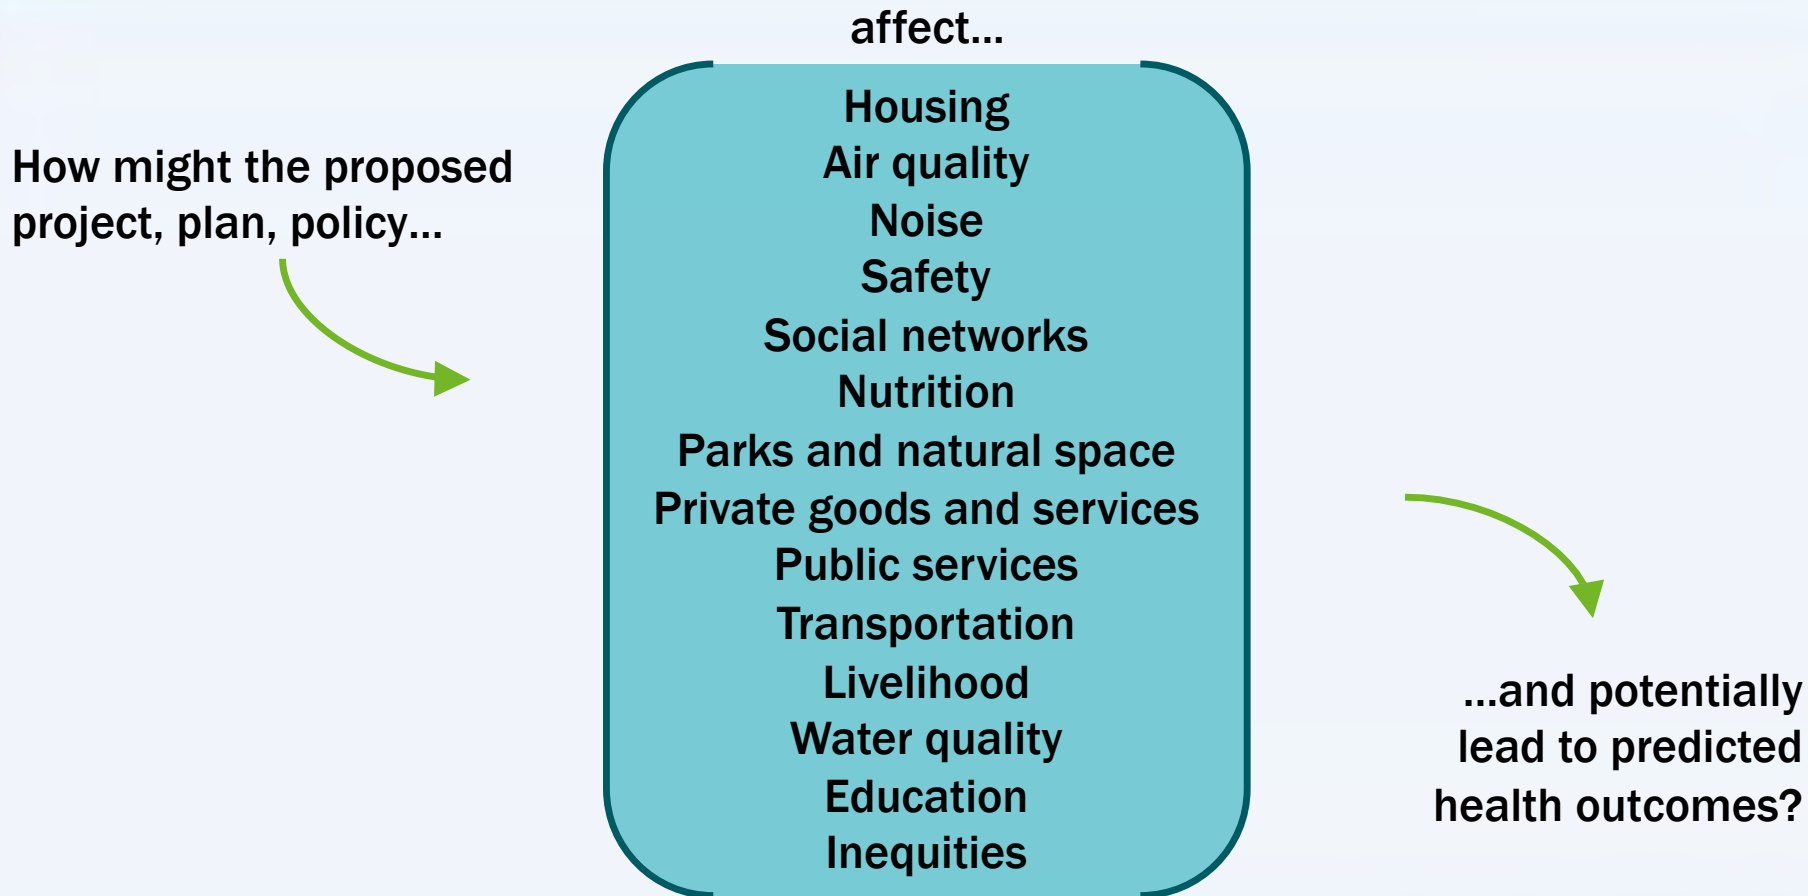 How might the proposed
project, plan, policy...
affect...
Housing
Air quality
Noise
Safety
Social networks
Nutrition
Parks and natural space
Private goods and services
Public services
Transportation
Livelihood
Water quality
Education
Inequities
...and potentially
lead to predicted
health outcomes?